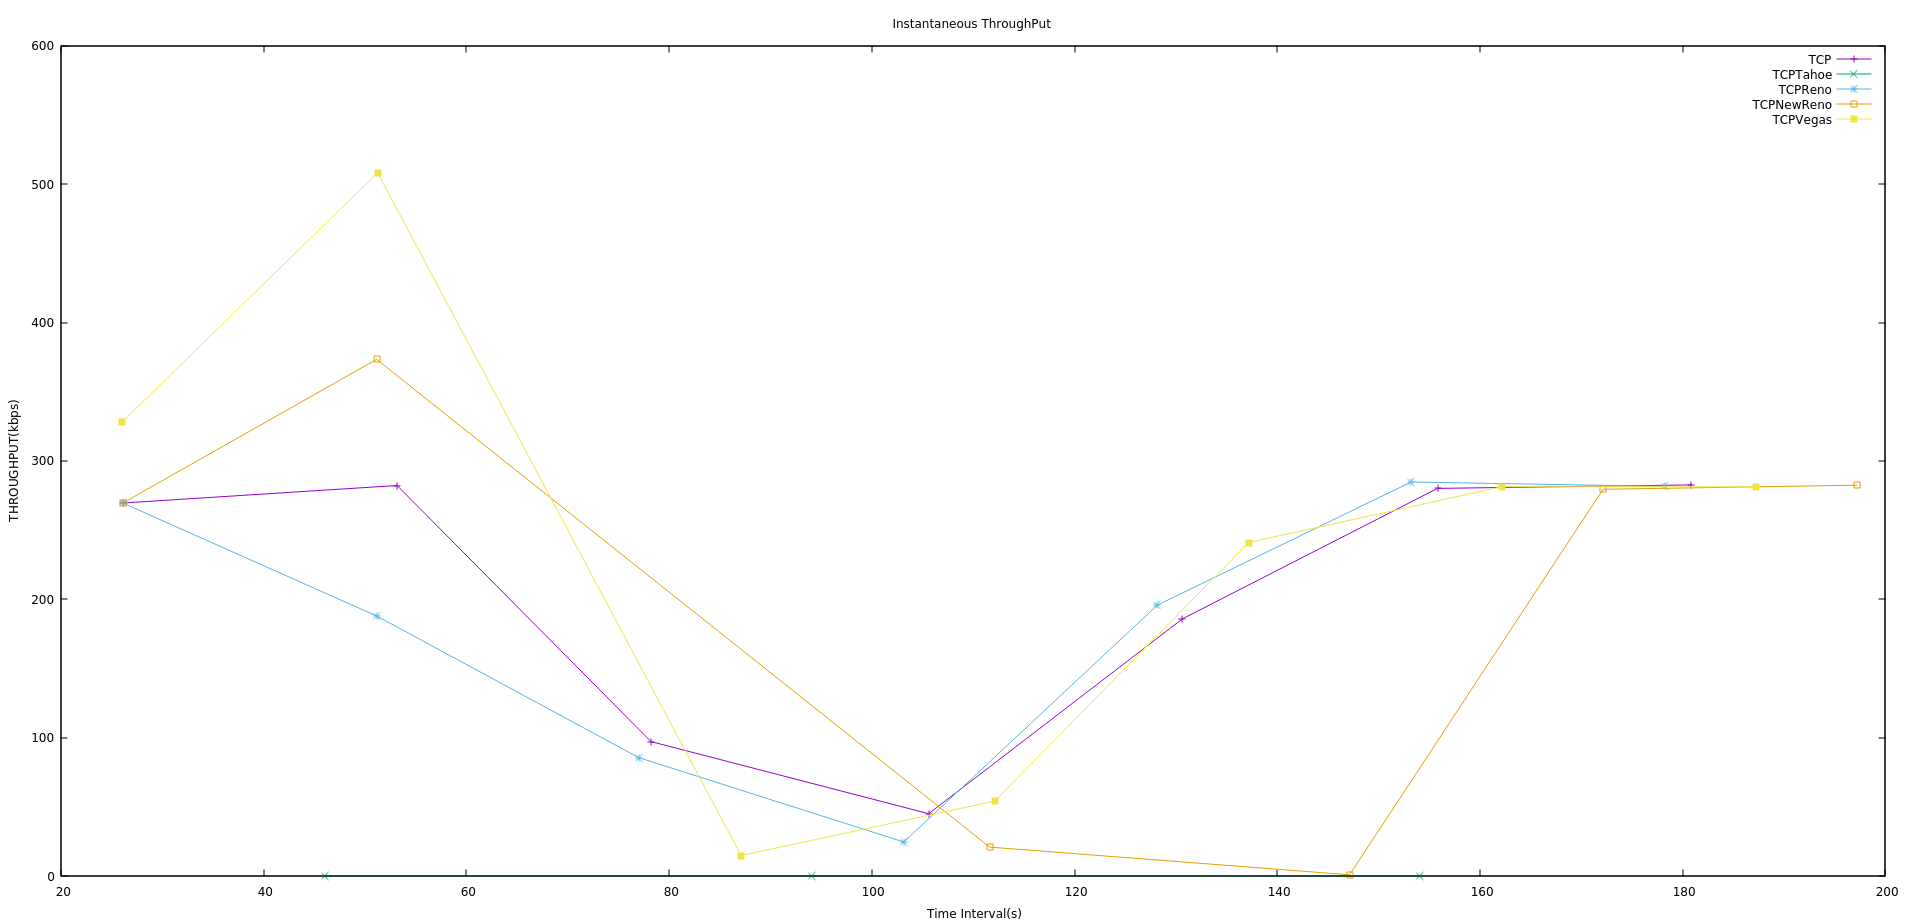 Instantaneous ThroughPut
THROUGHPUT(kbps)
600
500
400
300
200
100
0
TCP
TCPTahoe
TCPReno
TCPNewReno
TCPVegas
20 40 60 80 100 120 140 160 180 200
Time Interval(s)